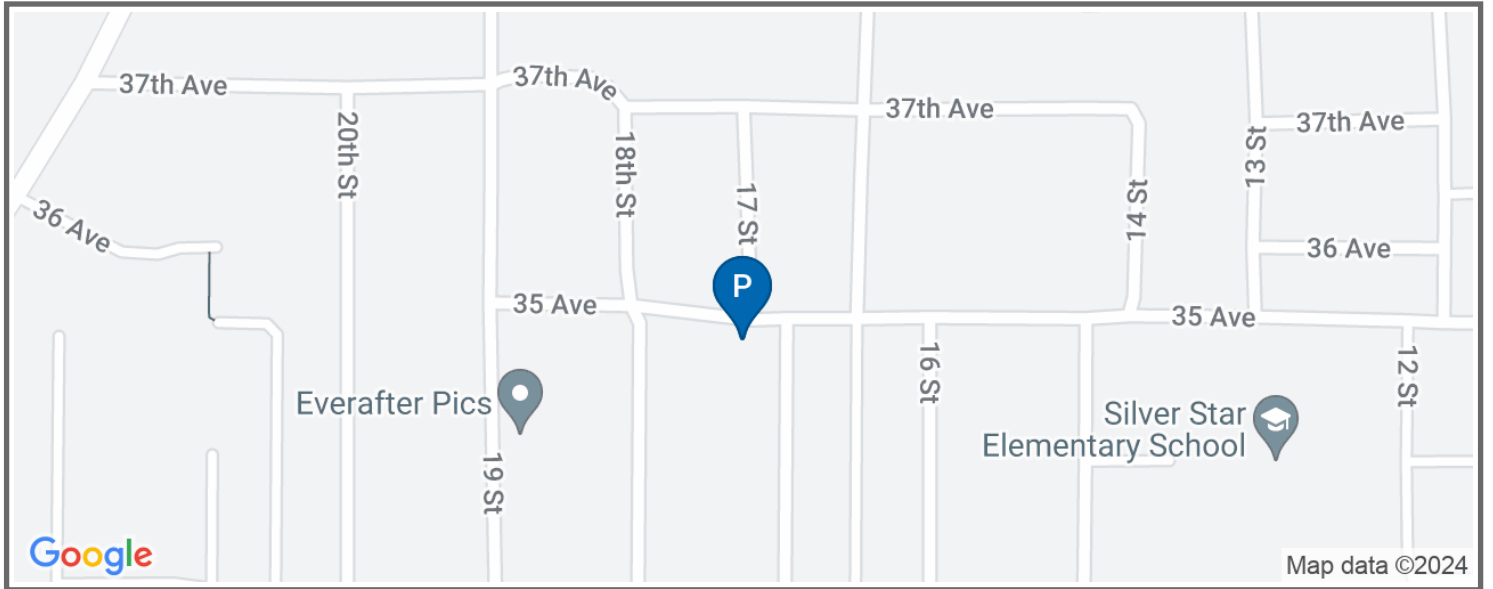 37th Ave
37th Ave
37th Ave
37th Ave
20th St
18th St
13 St
36 Ave
17 St
14 St
36 Ave
P
35 Ave
35 Ave
16 St
12 St
Everafter Pics
Silver Star
Elementary School
19 St
Google
Map data ©2024